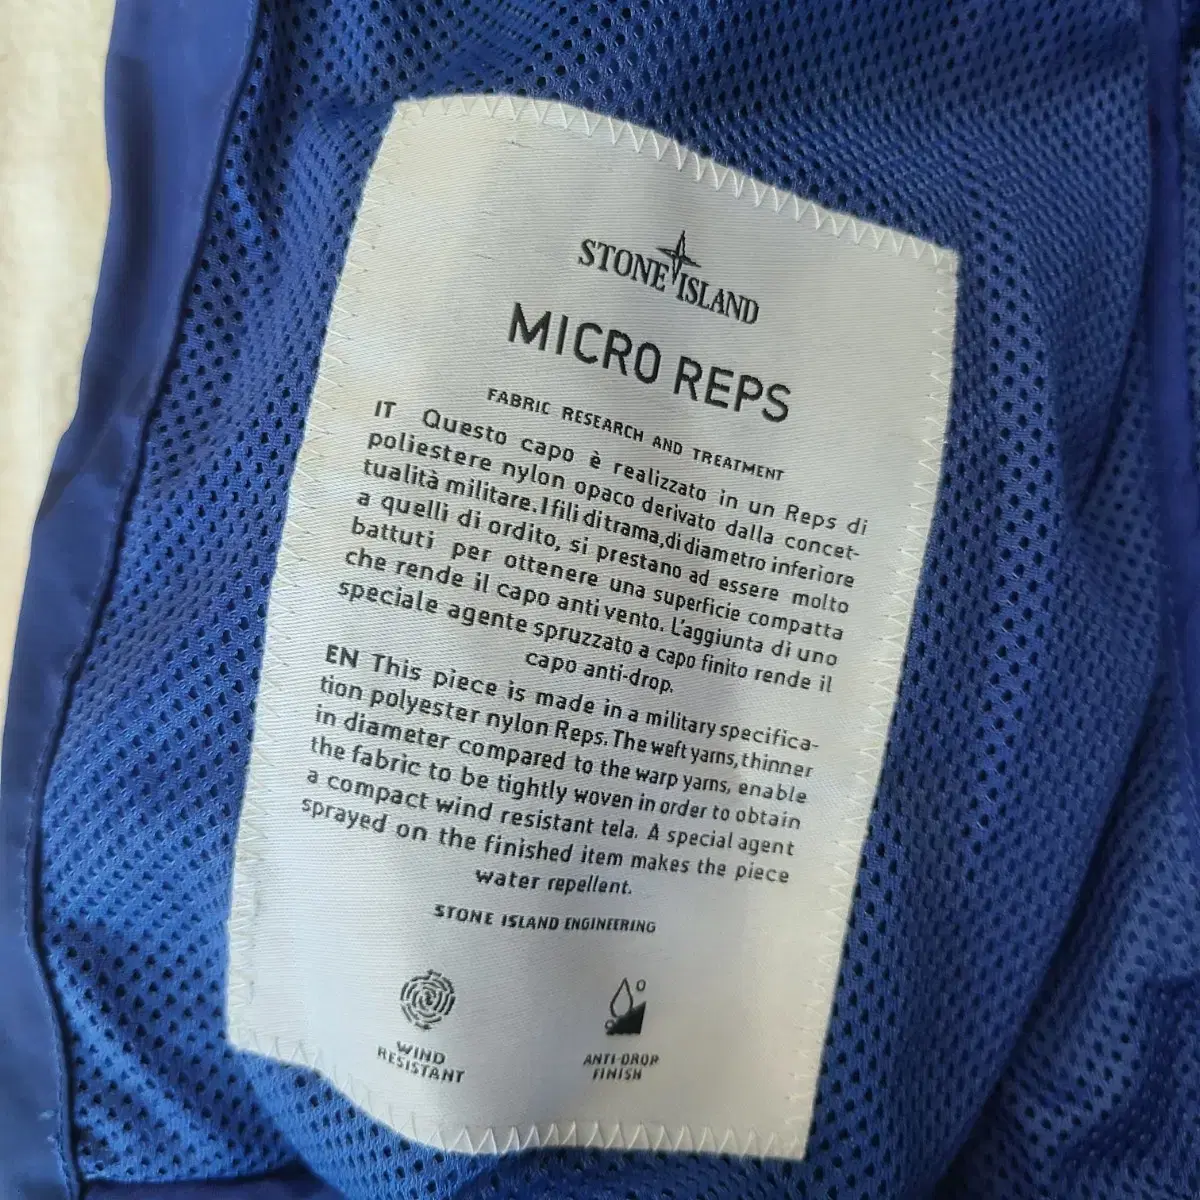 STONE ISLAND
MICRO REPS
FABRIC RESEARCH AND TREATMENT
IT Questo capo è realizzato in un Reps di
poliestere nylon opaco derivato dalla concet-
tualità militare. I fili di trama, di diametro inferiore
a quelli di ordito, si prestano ad essere molto
battuti per ottenere una superficie compatta
che rende il capo anti vento. L'aggiunta di uno
speciale agente spruzzato a capo finito rende il
capo anti-drop.
EN This piece is made in a military specifica-
tion polyester nylon Reps. The weft yarns, thinner
in diameter compared to the warp yarns, enable
the fabric to be tightly woven in order to obtain
a compact wind resistant tela. A special agent
sprayed on the finished item makes the piece
water repellent.
STONE ISLAND ENGINEERING
WIND
RESISTANT
ANTI-DROP
FINISH